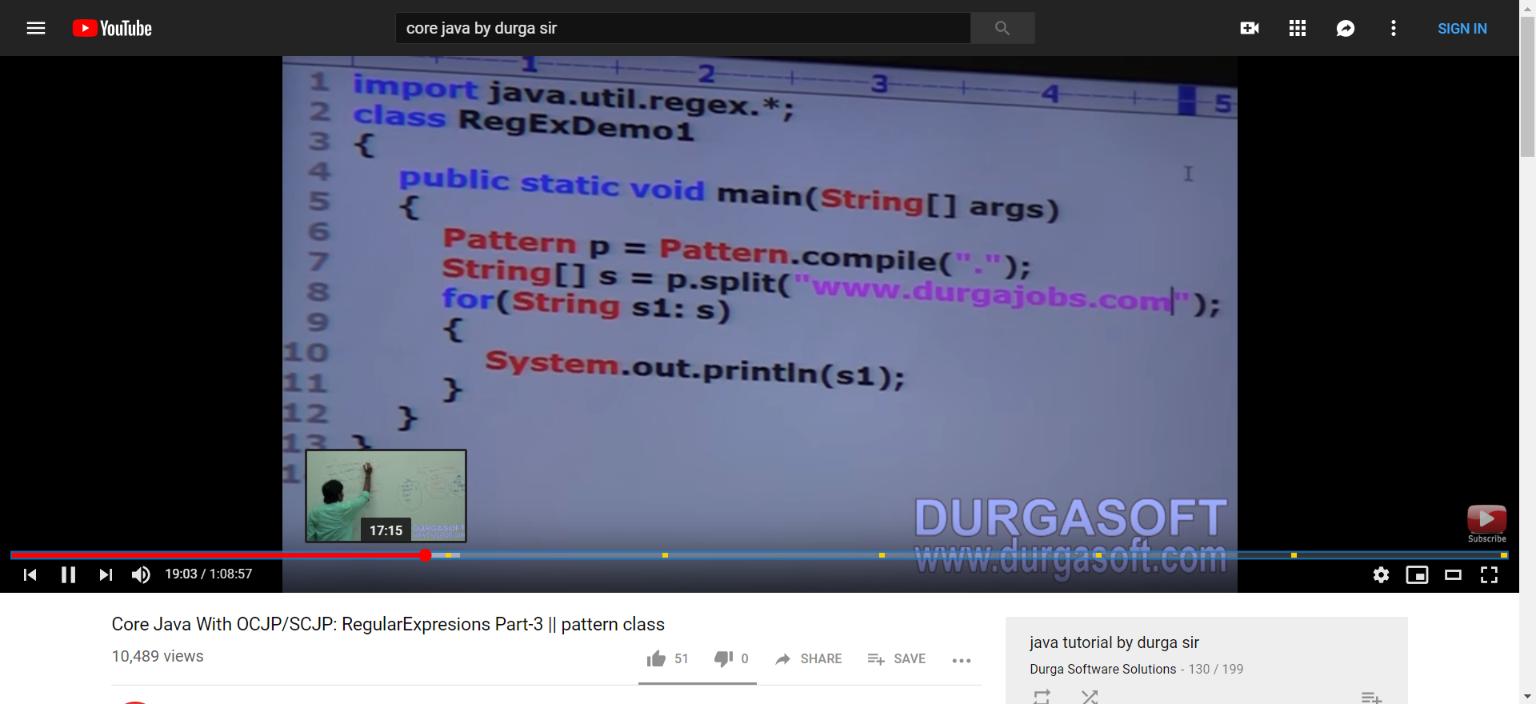 YouTube
core java by durga sir
SIGN IN
1 2 3 4 5
1 import java.util.regex.*;
2 class RegExDemo1
3 {
4 public static void main(String[] args)
5 {
6 Pattern p = Pattern.compile(".");
7 String[] s = p.split("www.durgajobs.com");
8 for(String s1: s)
9 {
10 System.out.println(s1);
11 }
12 }
13 }
1
17:15
DURGASOFT
www.durgasoft.com
Subscribe
19:03 / 1:08:57
Core Java With OCJP/SCJP: RegularExpresions Part-3 || pattern class
10,489 views
51
0
SHARE
SAVE
java tutorial by durga sir
Durga Software Solutions - 130 / 199